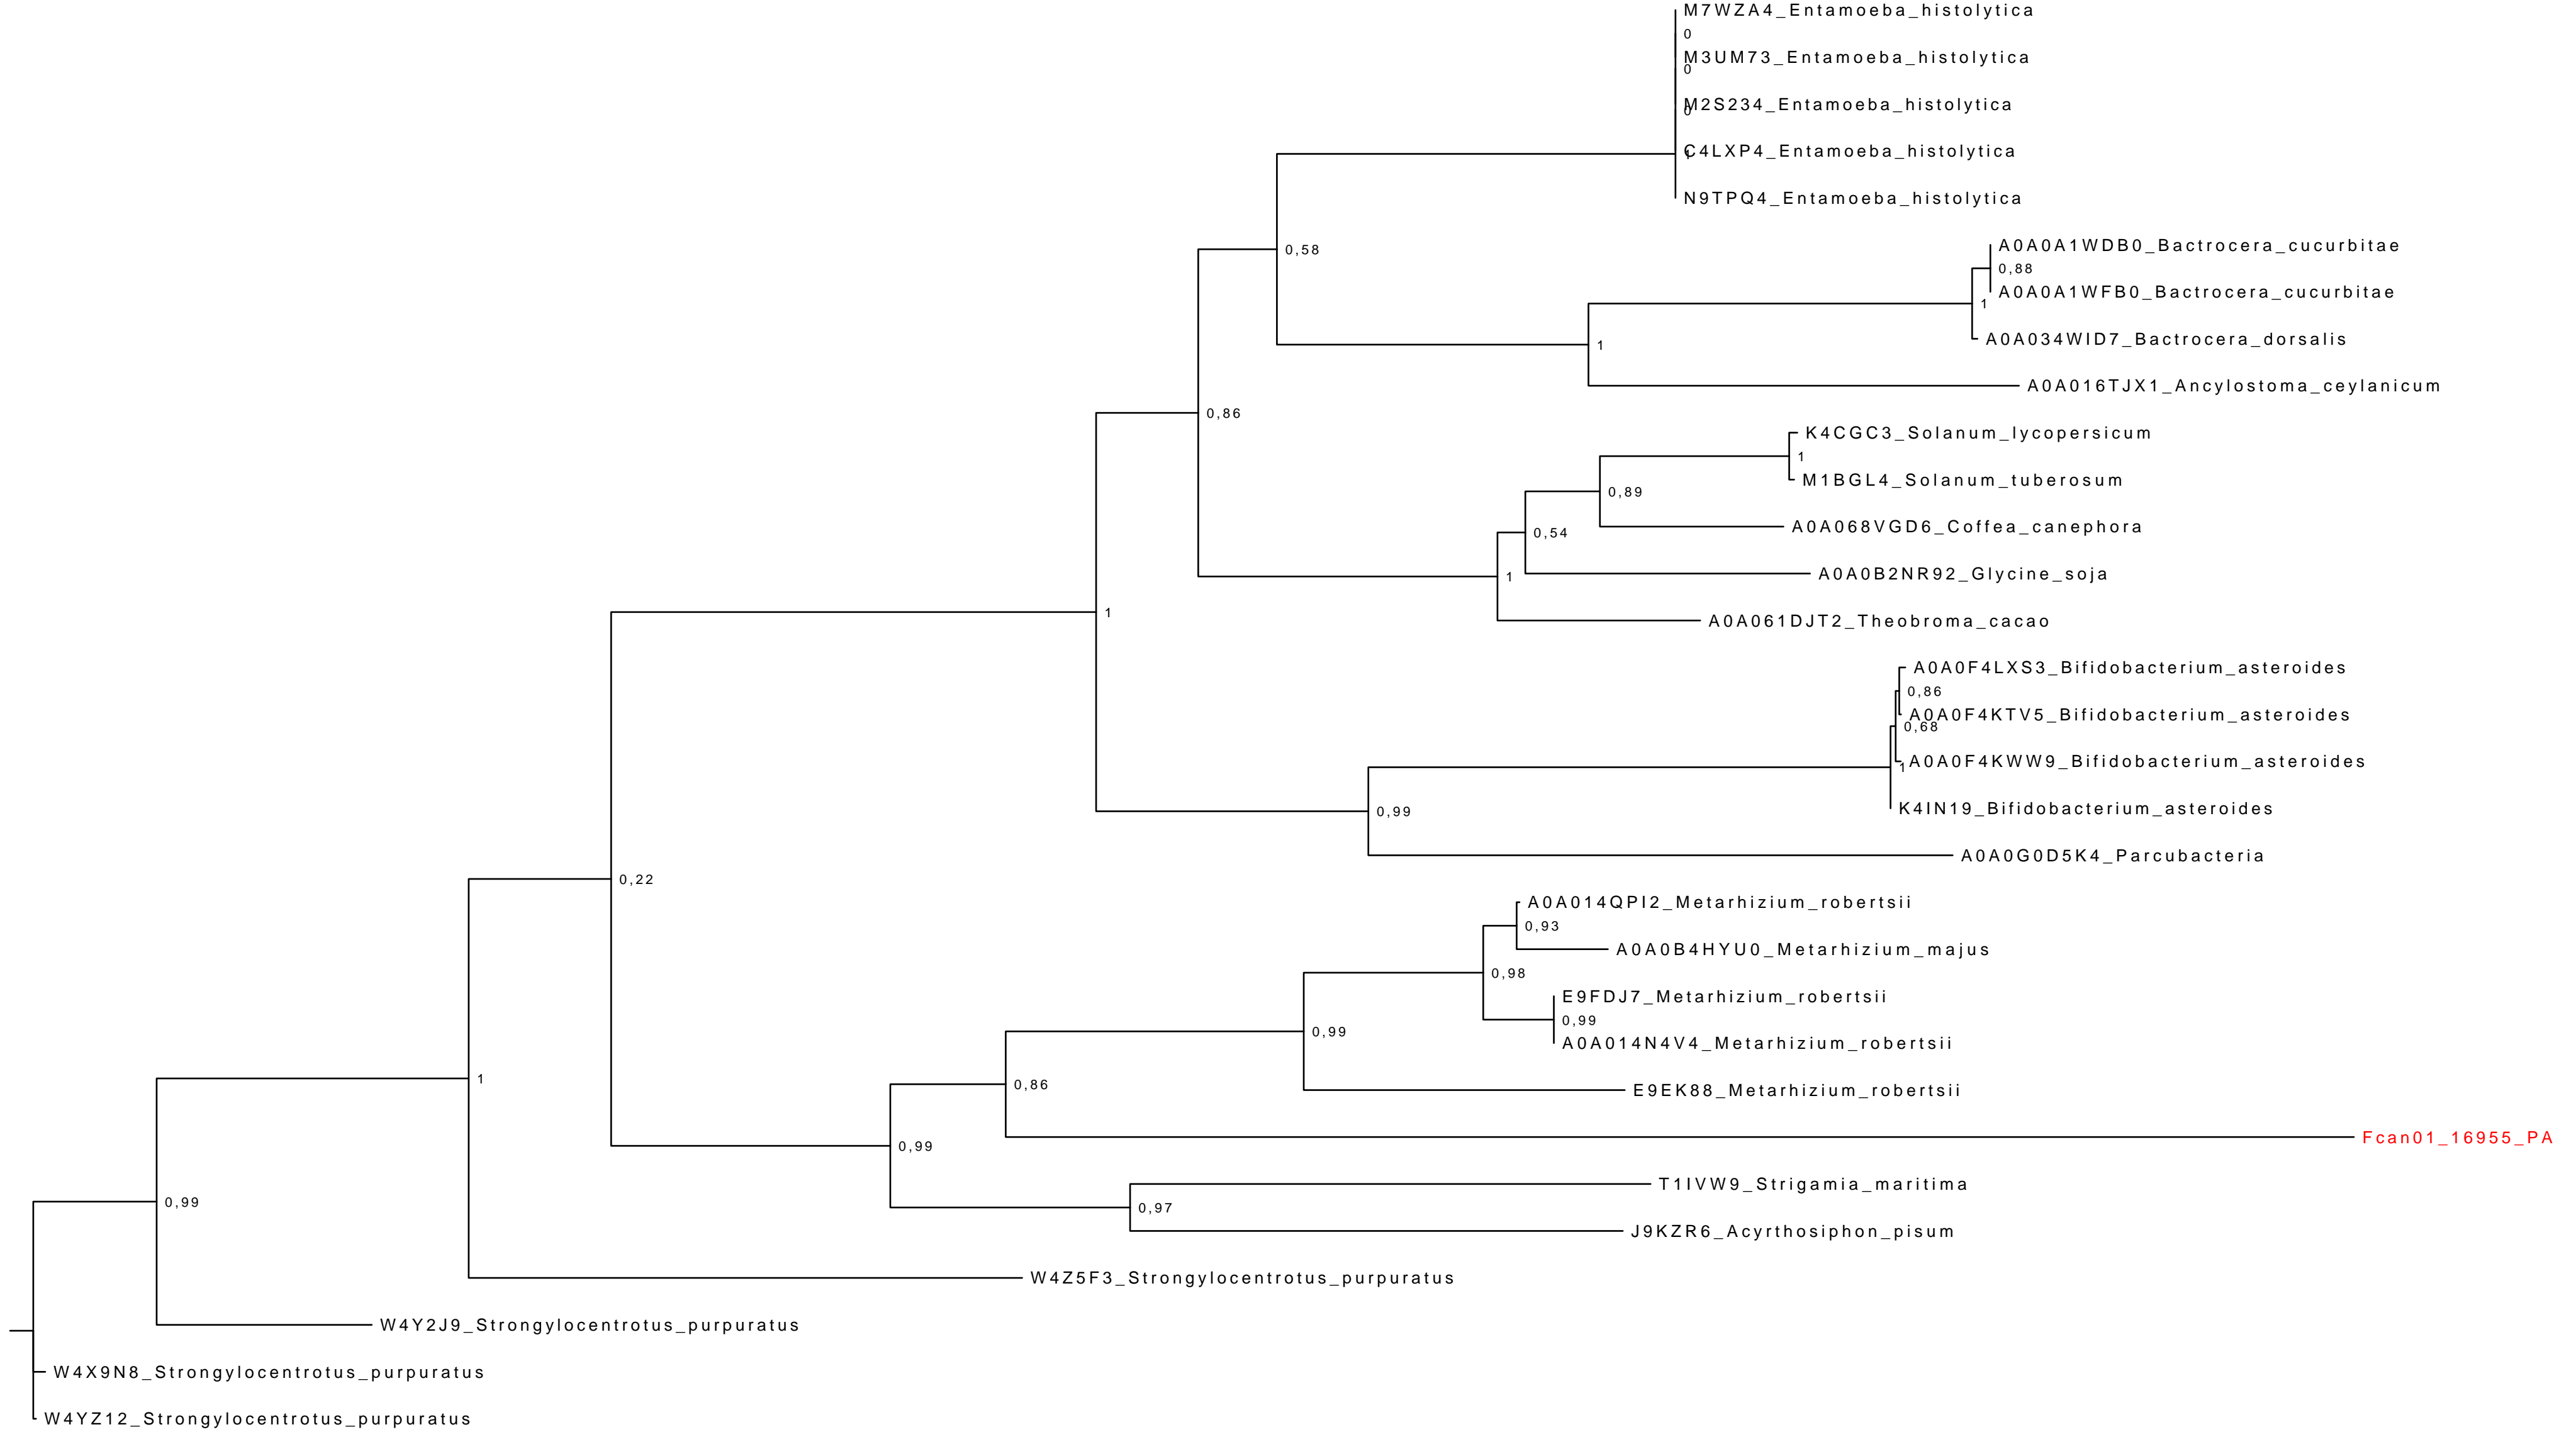 M7WZA4_Entamoeba_histolytica
0
M3UM73_Entamoeba_histolytica
0
M2S234_Entamoeba_histolytica
0
C4LXP4_Entamoeba_histolytica
1
N9TPQ4_Entamoeba_histolytica
A0A0A1WDB0_Bactrocera_cucurbitae
0,58
0,88
A0A0A1WFB0_Bactrocera_cucurbitae
1
A0A034WID7_Bactrocera_dorsalis
1
A0A016TJX1_Ancylostoma_ceylanicum
0,86
K4CGC3_Solanum_lycopersicum
1
M1BGL4_Solanum_tuberosum
0,89
A0A068VGD6_Coffea_canephora
0,54
A0A0B2NR92_Glycine_soja
1
1
A0A061DJT2_Theobroma_cacao
A0A0F4LXS3_Bifidobacterium_asteroides
0,86
A0A0F4KTV5_Bifidobacterium_asteroides
0,68
A0A0F4KWW9_Bifidobacterium_asteroides
1
K4IN19_Bifidobacterium_asteroides
0,99
A0A0G0D5K4_Parcubacteria
0,22
A0A014QPI2_Metarhizium_robertsii
0,93
A0A0B4HYU0_Metarhizium_majus
0,98
E9FDJ7_Metarhizium_robertsii
0,99
0,99
A0A014N4V4_Metarhizium_robertsii
1
0,86
E9EK88_Metarhizium_robertsii
Fcan01_16955_PA
0,99
T1IVW9_Strigamia_maritima
0,99
0,97
J9KZR6_Acyrthosiphon_pisum
W4Z5F3_Strongylocentrotus_purpuratus
W4Y2J9_Strongylocentrotus_purpuratus
W4X9N8_Strongylocentrotus_purpuratus
W4YZ12_Strongylocentrotus_purpuratus